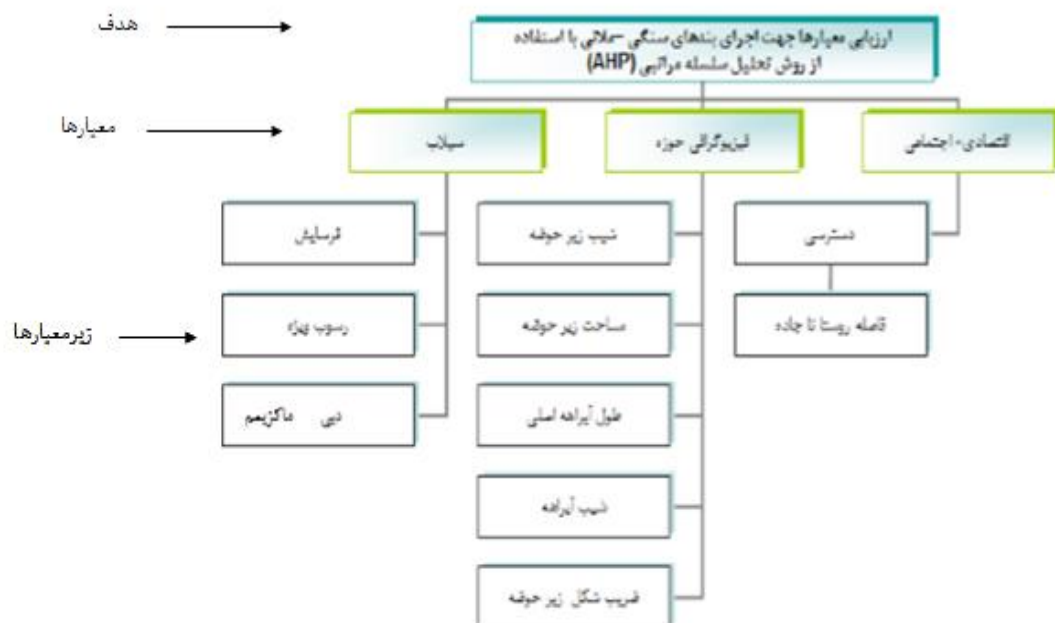 هدف
ارزیابی معیارها جهت اجرای بندهای سنگی -ملاتی با استفاده
از روش تحلیل سلسله مراتبی (AHP)
معیارها
اقتصادی- اجتماعی
فیزیوگرافی حوزه
سیلاب
زیرمعیارها
دسترسی
فاصله روستا تا جاده
شیب زیر حوضه
مساحت زیر حوضه
طول آبراهه اصلی
شیب آبراهه
ضریب شکل زیر حوضه
فرسایش
رسوب ویژه
دبی ماکزیمم